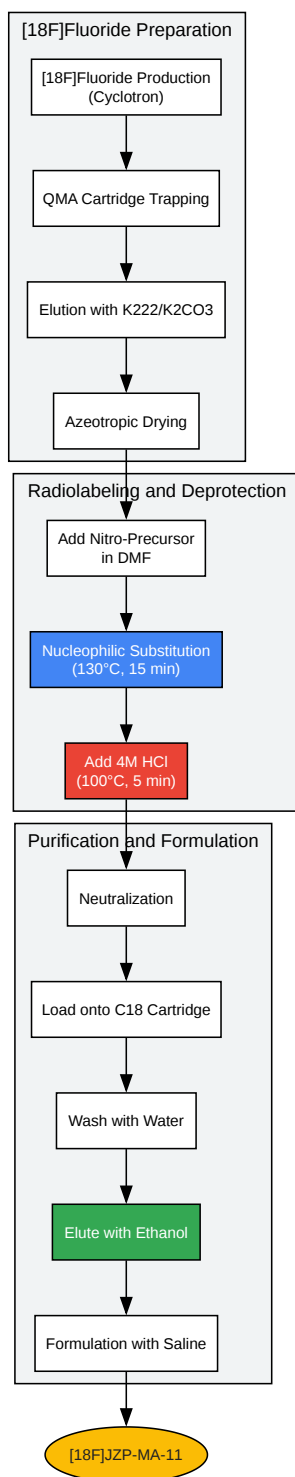 [18F]Fluoride Preparation
[18F]Fluoride Production
(Cyclotron)
QMA Cartridge Trapping
Elution with K222/K2CO3
Azeotropic Drying
Radiolabeling and Deprotection
Add Nitro-Precursor
in DMF
Nucleophilic Substitution
(130°C, 15 min)
Add 4M HCl
(100°C, 5 min)
Purification and Formulation
Neutralization
Load onto C18 Cartridge
Wash with Water
Elute with Ethanol
Formulation with Saline
[18F]JZP-MA-11